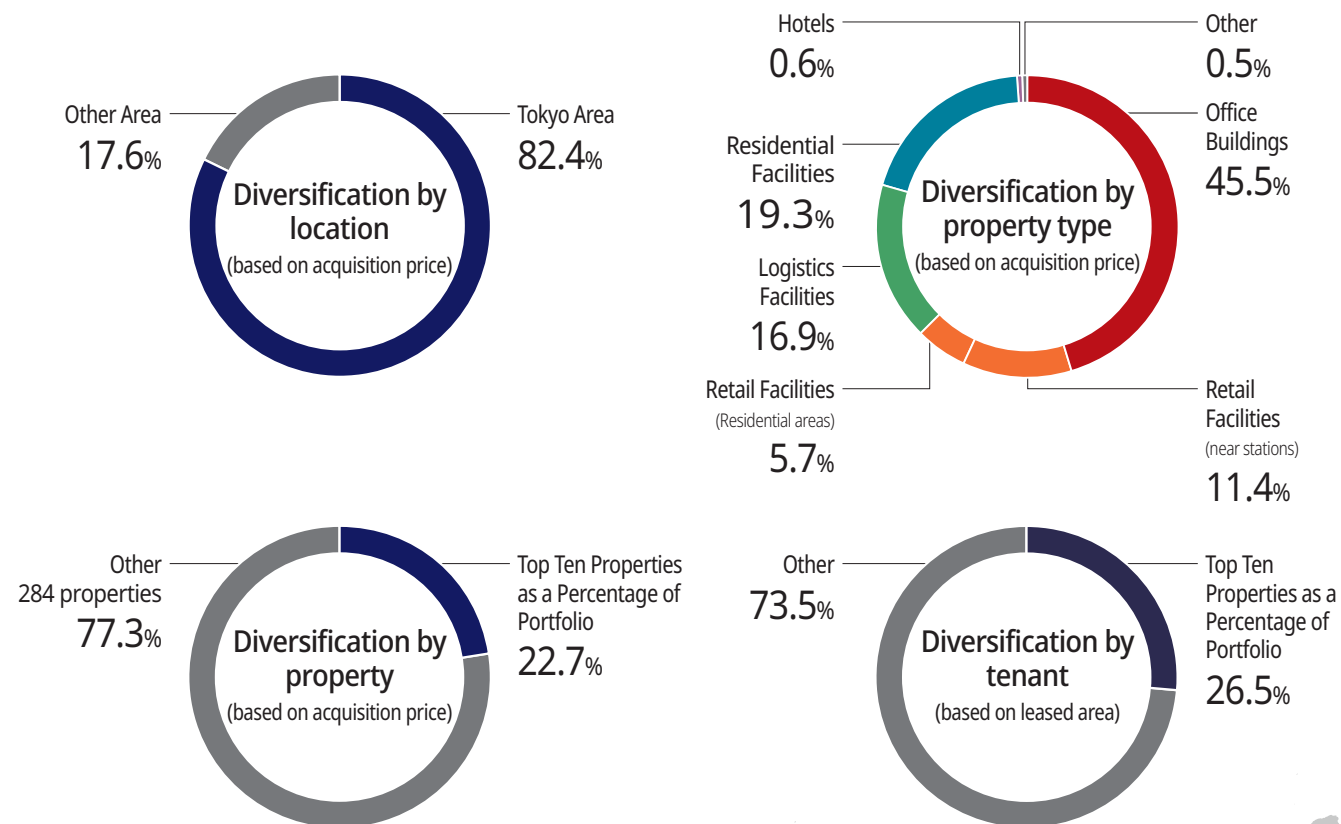 Other Area
17.6%
Tokyo Area
82.4%
Diversification by
location
(based on acquisition price)
Hotels
0.6%
Other
0.5%
Office
Buildings
45.5%
Residential
Facilities
19.3%
Diversification by
property type
(based on acquisition price)
Logistics
Facilities
16.9%
Retail Facilities
(Residential areas)
5.7%
Retail
Facilities
(near stations)
11.4%
Other
284 properties
77.3%
Top Ten Properties
as a Percentage of
Portfolio
22.7%
Diversification by
property
(based on acquisition price)
Other
73.5%
Top Ten
Properties as a
Percentage of
Portfolio
26.5%
Diversification by
tenant
(based on leased area)